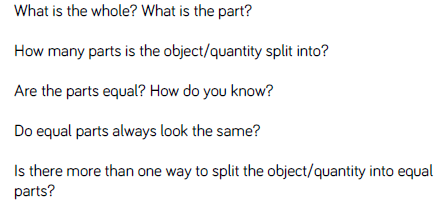 What is the whole? What is the part?
How many parts is the object/quantity split into?
Are the parts equal? How do you know?
Do equal parts always look the same?
Is there more than one way to split the object/quantity into equal
parts?